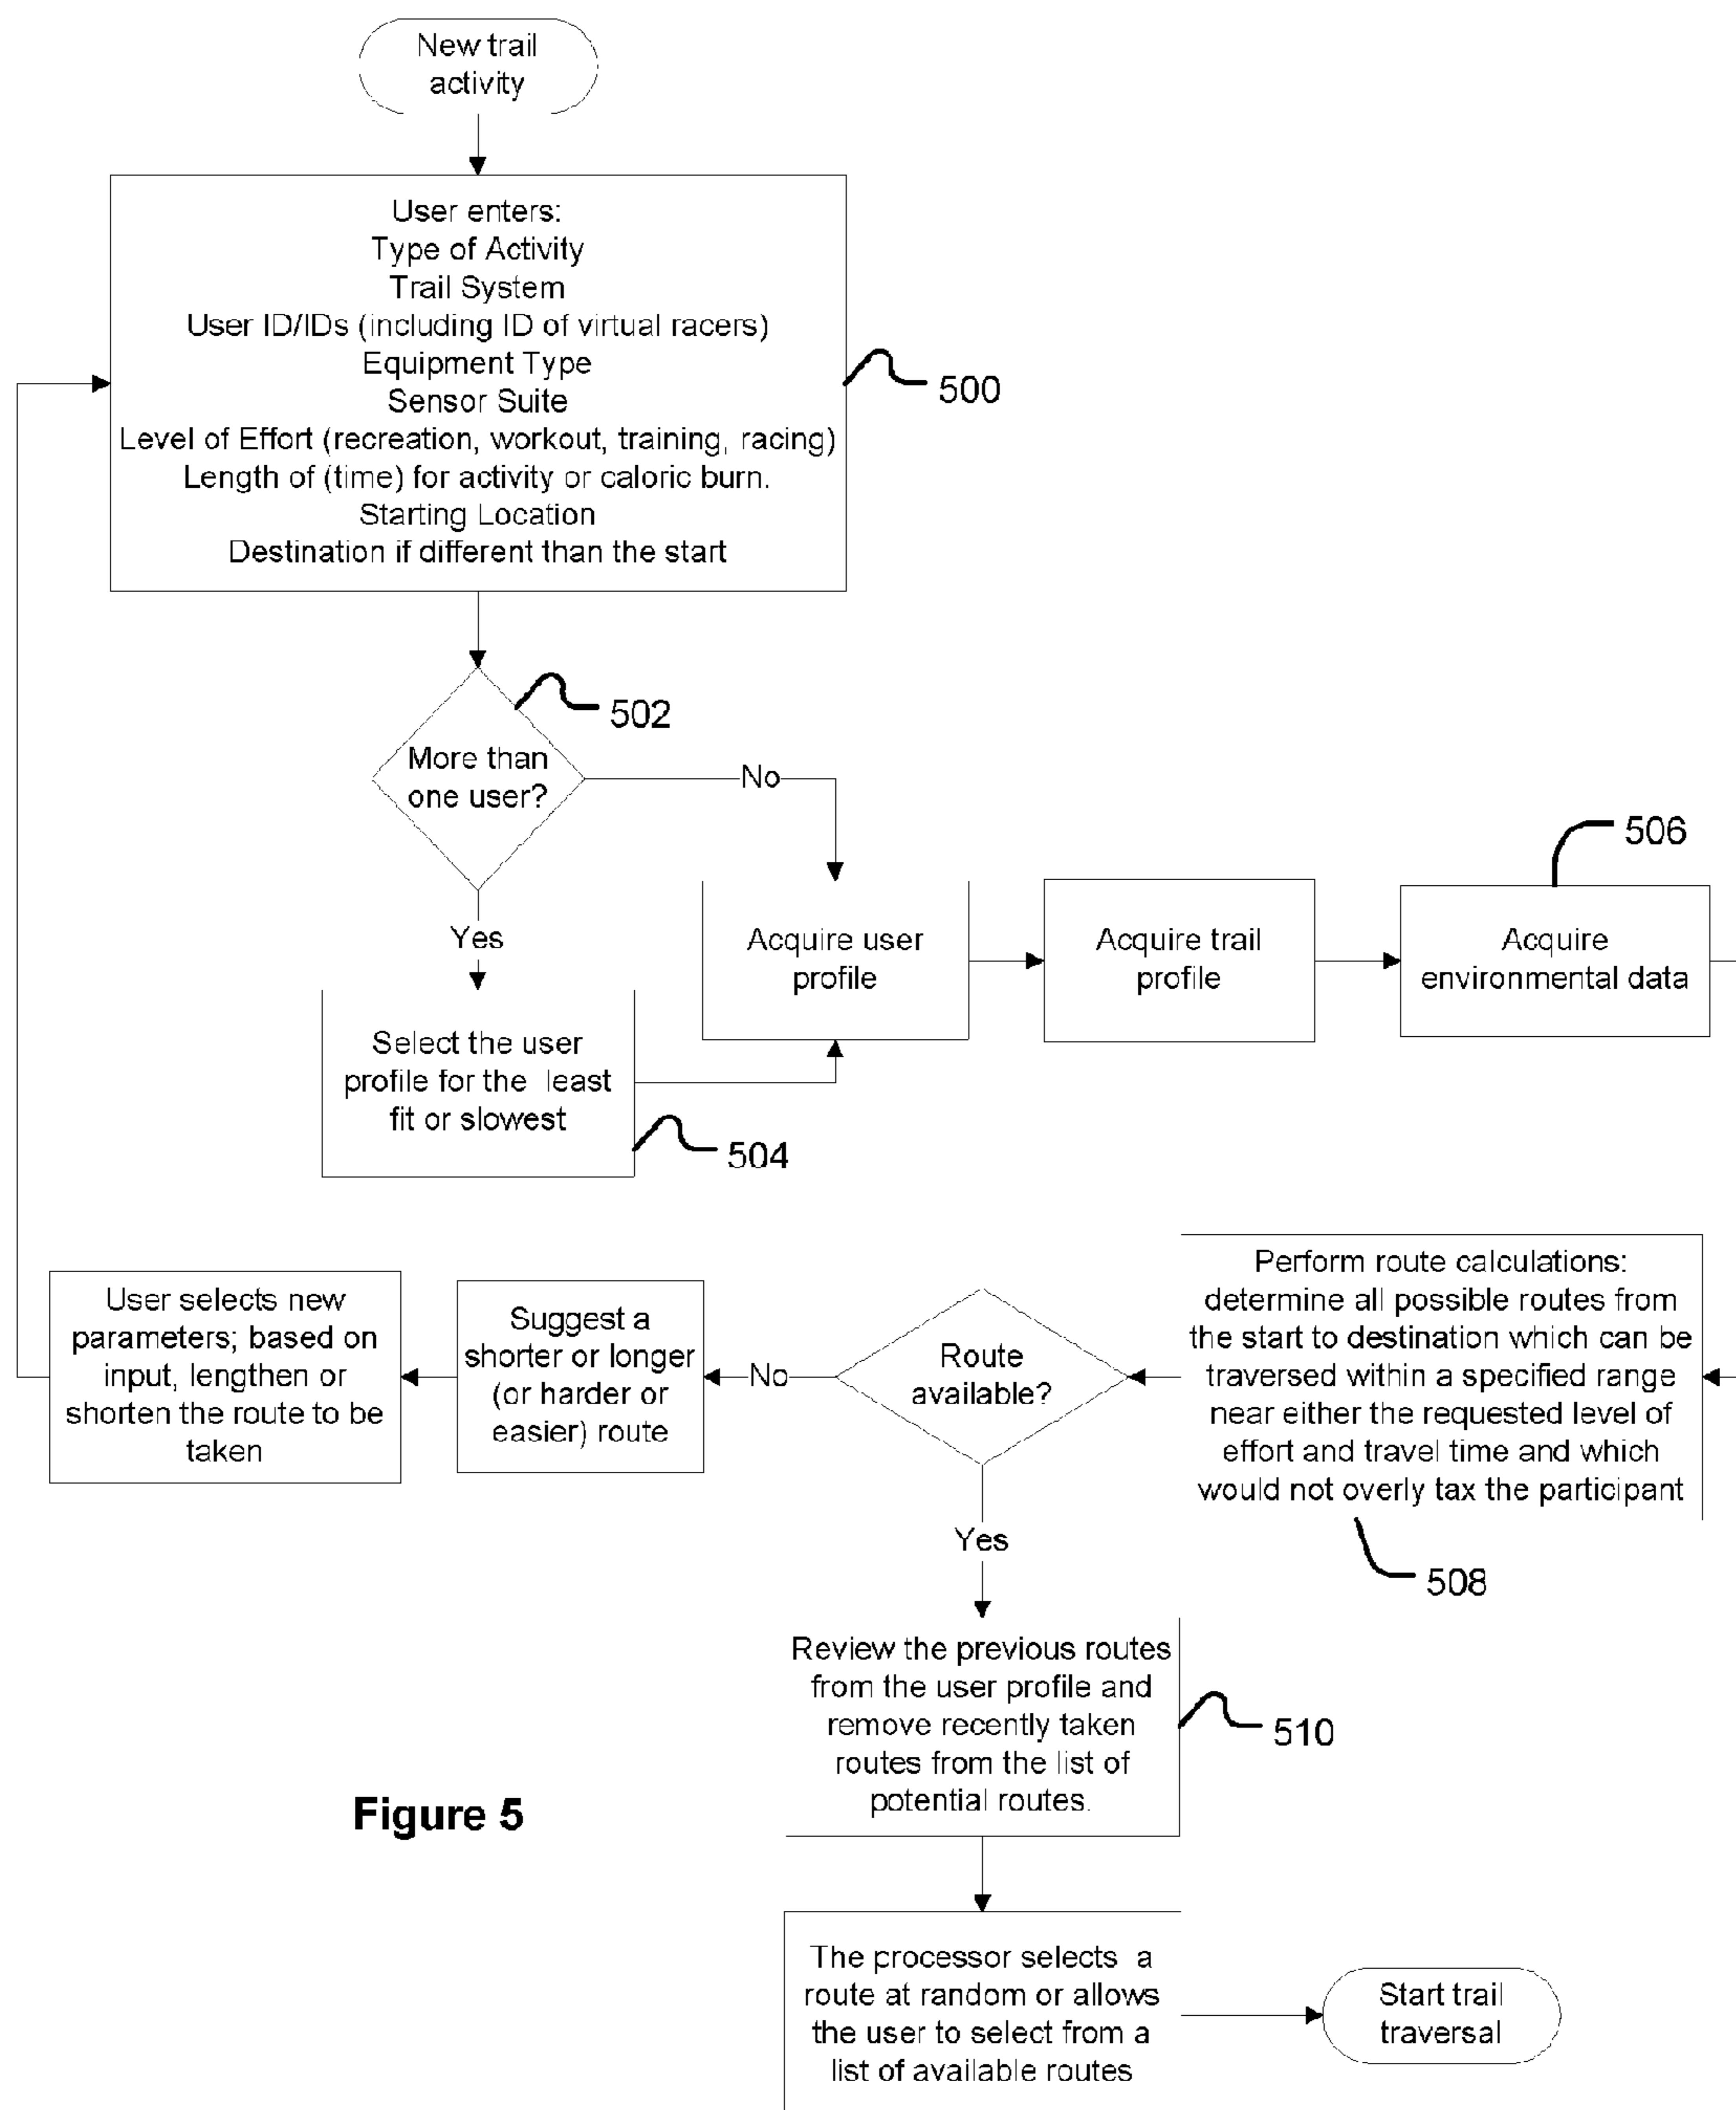 New trail
activity
User enters:
Type of Activity
Trail System
User ID/IDs (including ID of virtual racers)
Equipment Type
Sensor Suite
Level of Effort (recreation, workout, training, racing)
Length of (time) for activity or caloric burn.
Starting Location
Destination if different than the start
500
502
More than
one user?
No
Yes
Select the user
profile for the least
fit or slowest
504
Acquire user
profile
Acquire trail
profile
506
Acquire
environmental data
Perform route calculations:
determine all possible routes from
the start to destination which can be
traversed within a specified range
near either the requested level of
effort and travel time and which
would not overly tax the participant
508
Route
available?
No
Suggest a
shorter or longer
(or harder or
easier) route
User selects new
parameters; based on
input, lengthen or
shorten the route to be
taken
Yes
Review the previous routes
from the user profile and
remove recently taken
routes from the list of
potential routes.
510
The processor selects a
route at random or allows
the user to select from a
list of available routes
Start trail
traversal
Figure 5